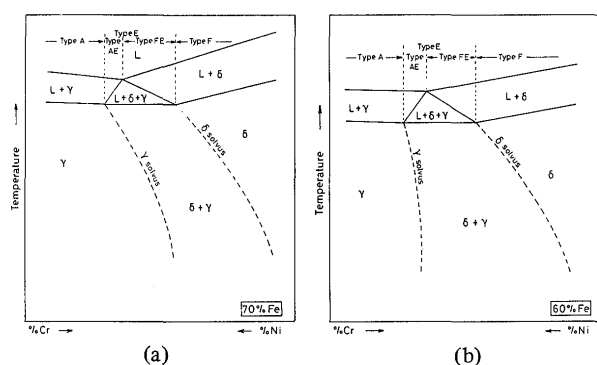 Type E
Type A
Type AE
Type FE
Type F
L
L + δ
L + γ
L + δ + γ
δ
γ solvus
δ solvus
γ
δ + γ
Temperature
70% Fe
%Cr
%Ni
(a)
Type E
Type A
Type AE
Type FE
Type F
L
L + δ
L + γ
L + δ + γ
γ solvus
δ solvus
δ
γ
δ + γ
Temperature
60% Fe
%Cr
%Ni
(b)